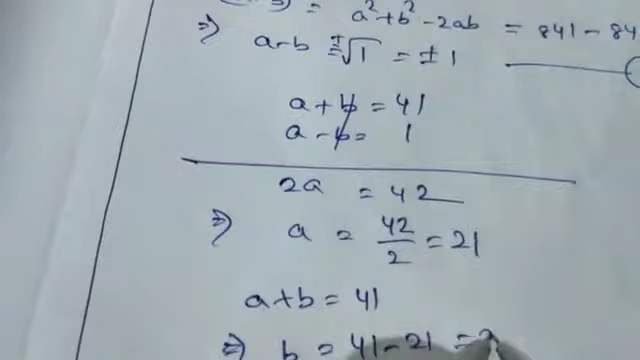 = a² + b² - 2ab = 841 - 84
⇒ a - b = ±√1 = ±1
a + b = 41
a - b = 1
2a = 42
⇒ a = 42/2 = 21
a + b = 41
⇒ b = 41 - 21 =